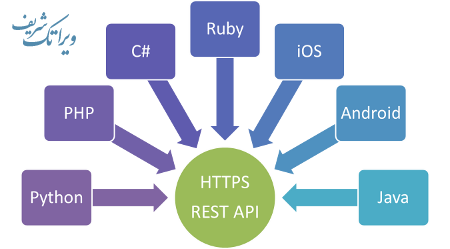 ویراتک شریف
Ruby
C#
iOS
PHP
Android
Python
HTTPS
REST API
Java